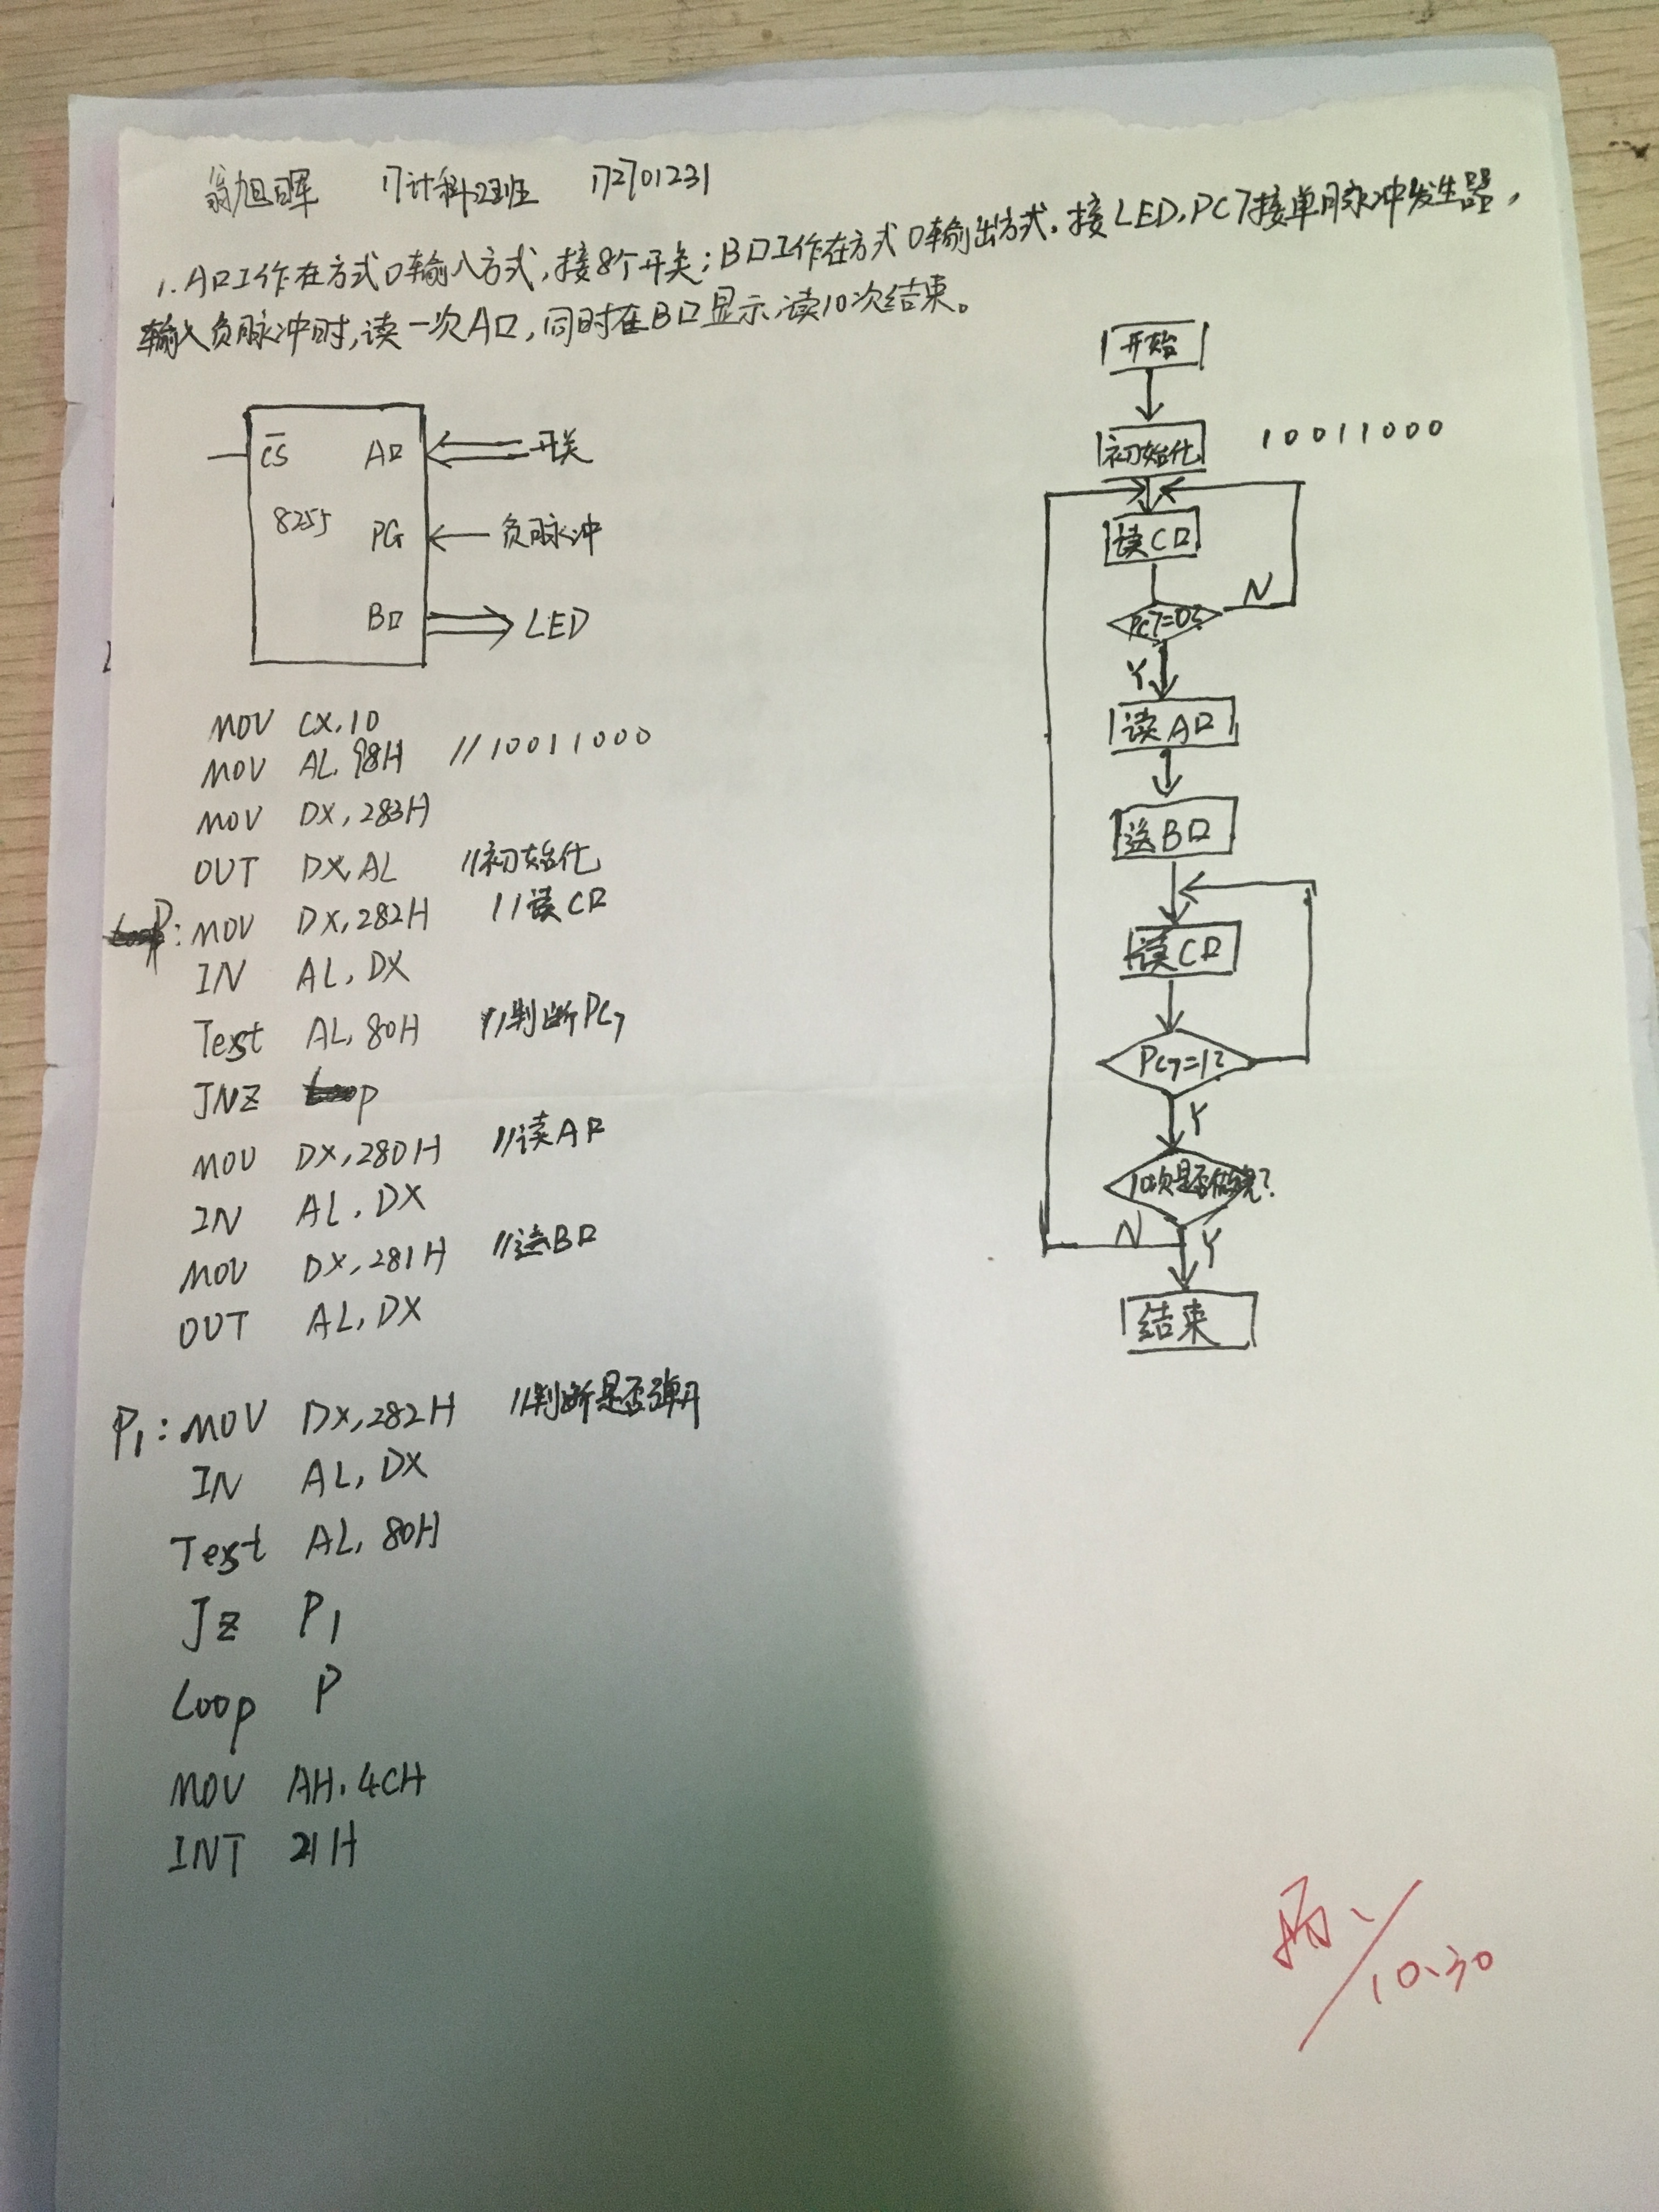 翁旭晖 17计科2班 172701231
1. A口工作在方式0输入方式,接8个开关;B口工作在方式0输出方式,接LED,PC7接单脉冲发生器,
输入负脉冲时,读一次A口,同时在B口显示,读10次结束。
CS
8255
A口
开关
PC7
负脉冲
B口
LED
MOV CX,10
MOV AL,98H //10011000
MOV DX,283H
OUT DX,AL //初始化
P: MOV DX,282H //读C口
IN AL,DX
Test AL,80H //判断PC7
JNZ P
MOV DX,280H //读A口
IN AL,DX
MOV DX,281H //送B口
OUT AL,DX
P1: MOV DX,282H //判断是否弹开
IN AL,DX
Test AL,80H
Jz P1
Loop P
MOV AH,4CH
INT 21H
开始
初始化 10011000
读C口
PC7=0?
N
Y
读A口
送B口
读C口
PC7=1?
Y
10次是否做完?
N Y
结束
10.30